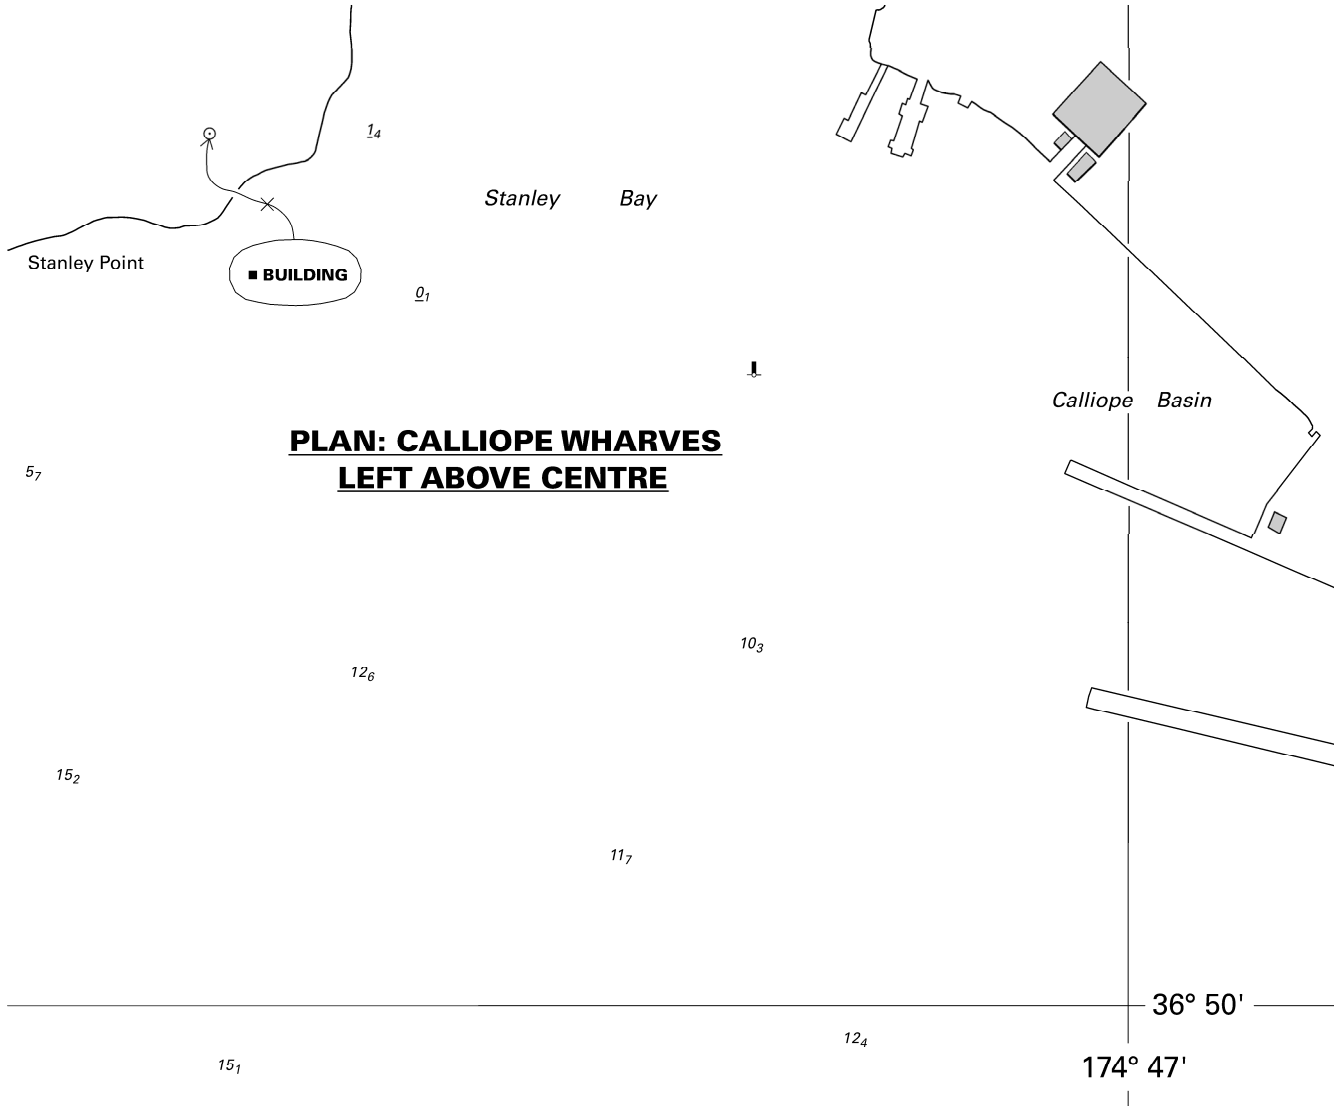 1₄
Stanley Bay
Stanley Point
BUILDING
0₁
Calliope Basin
PLAN: CALLIOPE WHARVES
LEFT ABOVE CENTRE
5₇
10₃
12₆
15₂
11₇
36° 50'
12₄
15₁
174° 47'